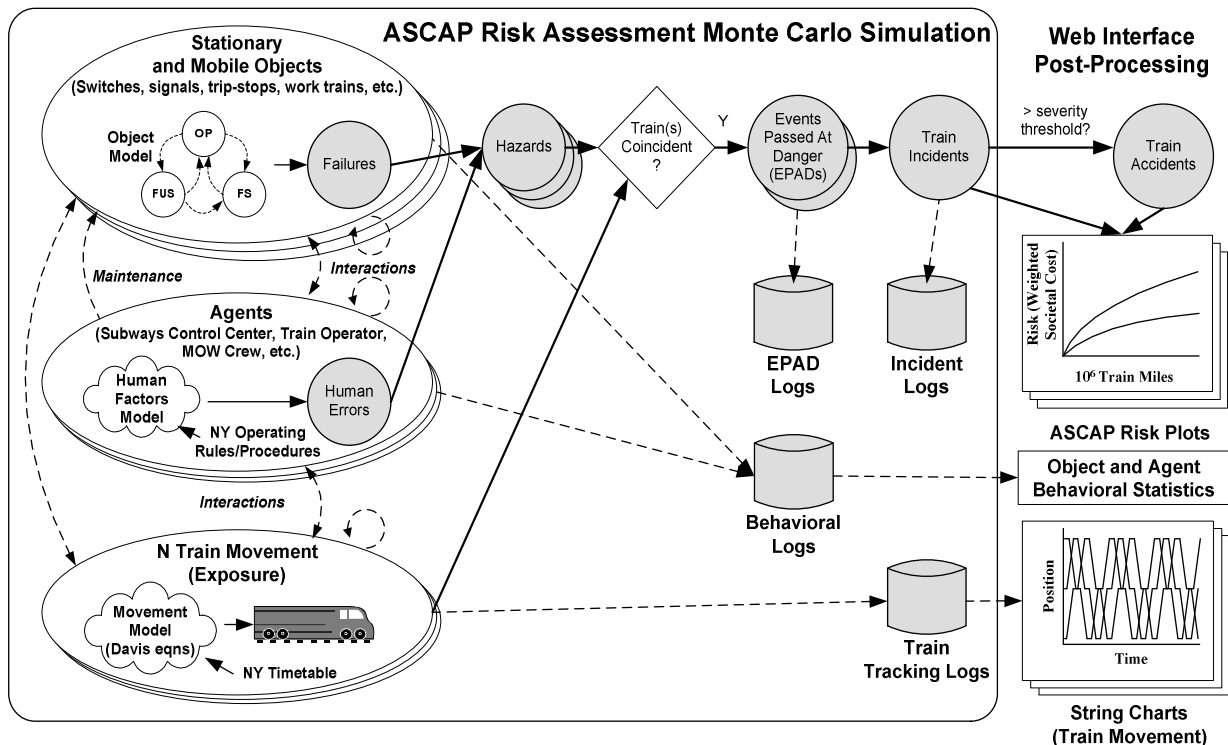 ASCAP Risk Assessment Monte Carlo Simulation
Web Interface
Post-Processing
Stationary
and Mobile Objects
(Switches, signals, trip-stops, work trains, etc.)
Object
Model
OP
FUS
FS
Failures
Hazards
Train(s)
Coincident
?
Y
Events
Passed At
Danger
(EPADs)
Train
Incidents
> severity
threshold?
Train
Accidents
Maintenance
Interactions
Agents
(Subways Control Center, Train Operator,
MOW Crew, etc.)
Human
Factors
Model
Human
Errors
NY Operating
Rules/Procedures
EPAD
Logs
Incident
Logs
Risk (Weighted
Societal Cost)
10⁶ Train Miles
ASCAP Risk Plots
Object and Agent
Behavioral Statistics
Interactions
Behavioral
Logs
N Train Movement
(Exposure)
Movement
Model
(Davis eqns)
NY Timetable
Train
Tracking Logs
Position
Time
String Charts
(Train Movement)